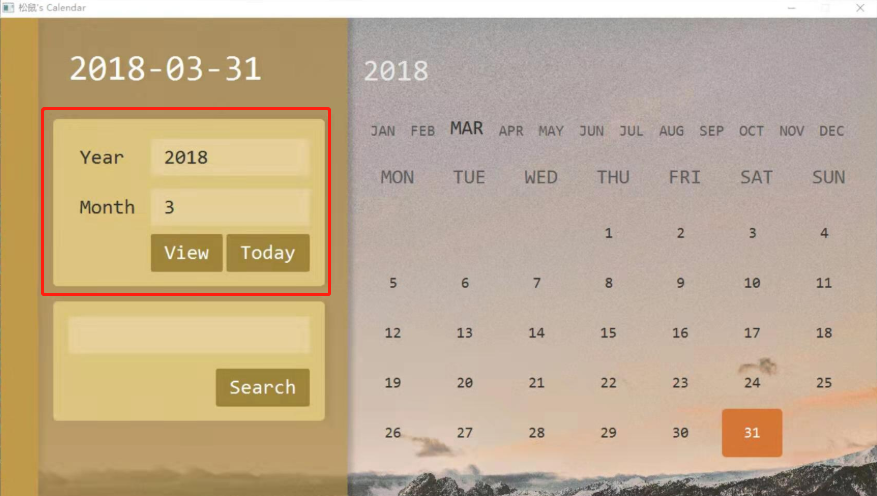 松鼠's Calendar
2018-03-31
Year 2018
Month 3
View Today
Search
2018
JAN FEB MAR APR MAY JUN JUL AUG SEP OCT NOV DEC
MON TUE WED THU FRI SAT SUN
1 2 3 4
5 6 7 8 9 10 11
12 13 14 15 16 17 18
19 20 21 22 23 24 25
26 27 28 29 30 31